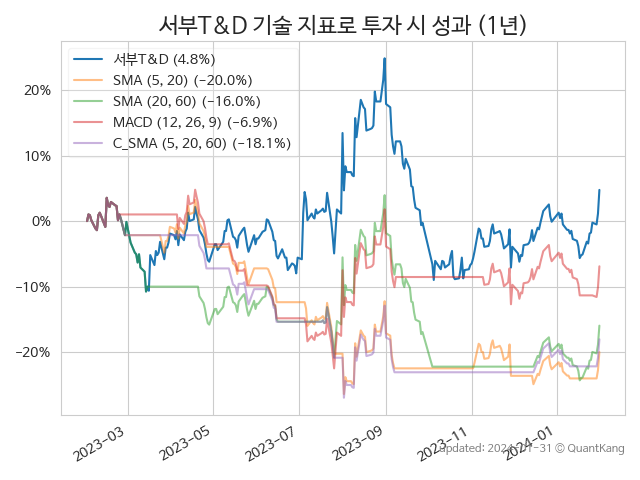 서부T&D 기술 지표로 투자 시 성과 (1년)
서부T&D (4.8%)
SMA (5, 20) (−20.0%)
SMA (20, 60) (−16.0%)
MACD (12, 26, 9) (−6.9%)
C_SMA (5, 20, 60) (−18.1%)
20%
10%
0%
−10%
−20%
2023−03
2023−05
2023−07
2023−09
2023−11
2024−01
Updated: 2024−01−31 © QuantKang